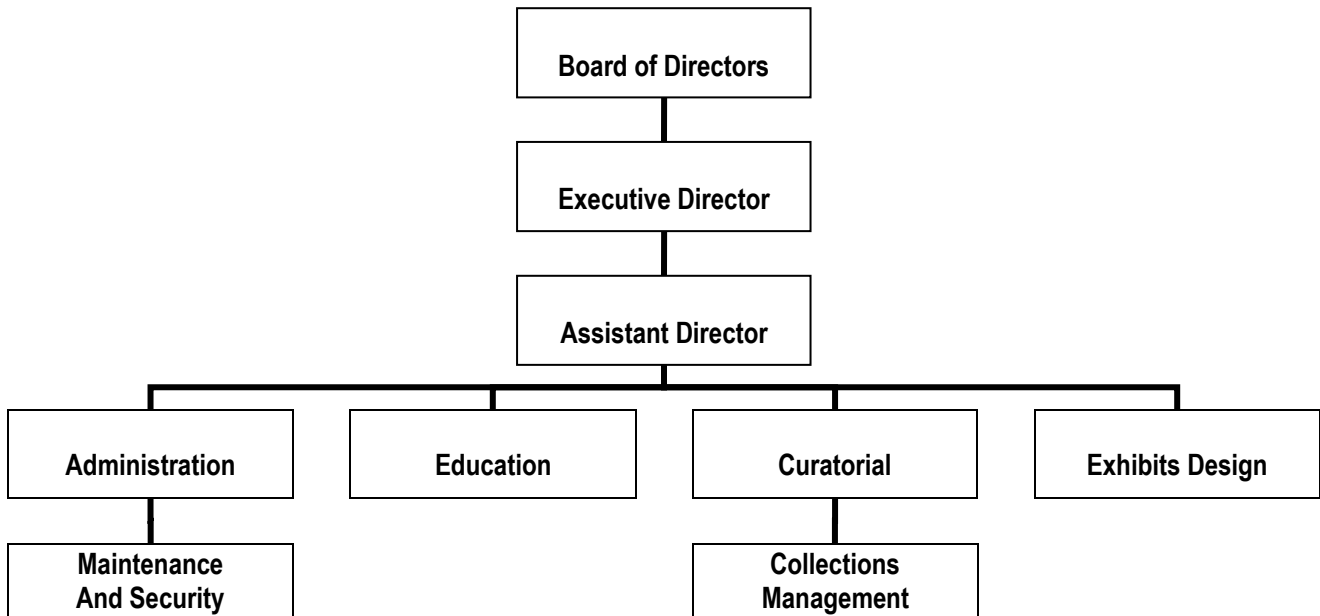 Board of Directors
Executive Director
Assistant Director
Administration
Education
Curatorial
Exhibits Design
Maintenance
And Security
Collections
Management